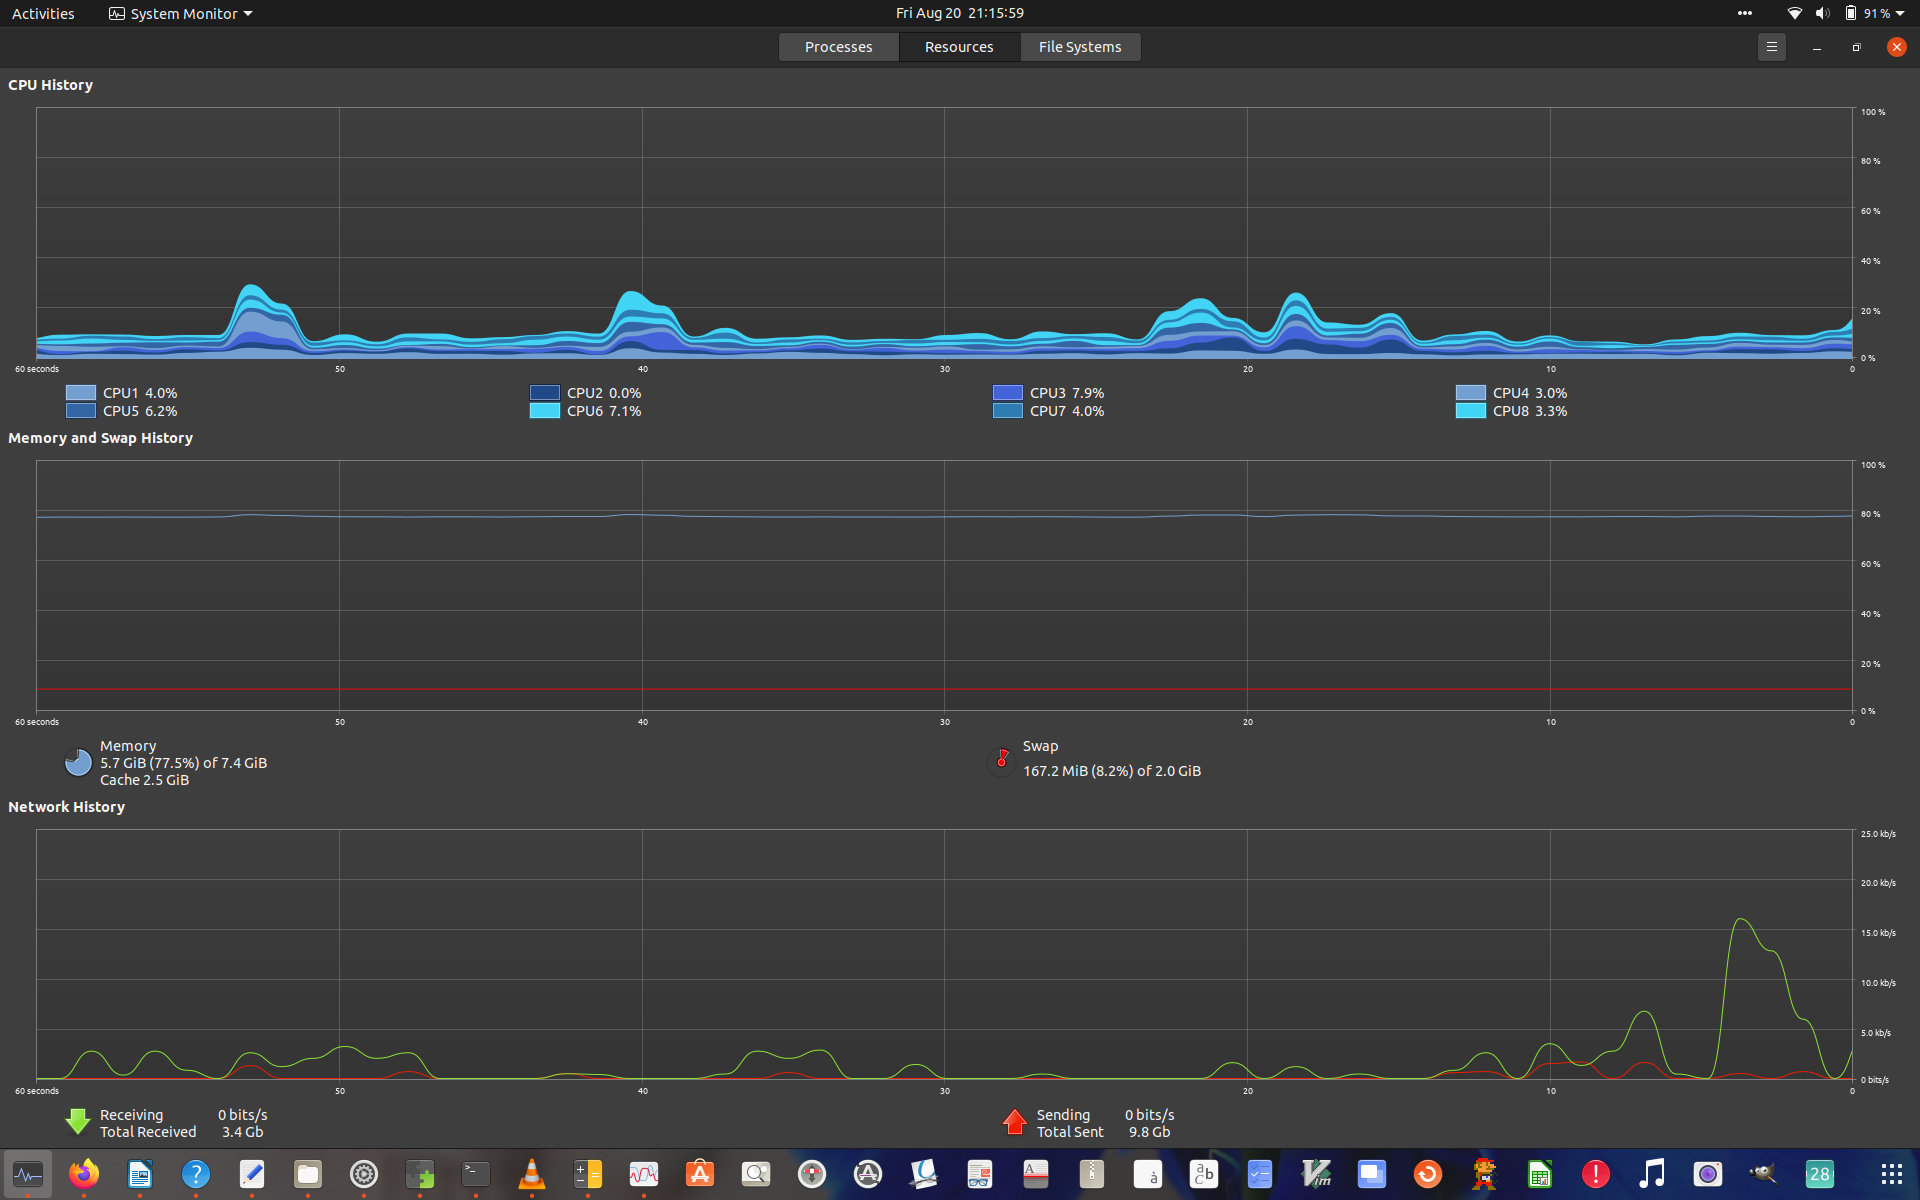 Activities System Monitor Fri Aug 20 21:15:59 91 %
Processes Resources File Systems
CPU History
100 %
80 %
60 %
40 %
20 %
0 %
60 seconds 50 40 30 20 10 0
CPU1 4.0% CPU2 0.0% CPU3 7.9% CPU4 3.0%
CPU5 6.2% CPU6 7.1% CPU7 4.0% CPU8 3.3%
Memory and Swap History
100 %
80 %
60 %
40 %
20 %
0 %
60 seconds 50 40 30 20 10 0
Memory
5.7 GiB (77.5%) of 7.4 GiB
Cache 2.5 GiB
Swap
167.2 MiB (8.2%) of 2.0 GiB
Network History
25.0 kb/s
20.0 kb/s
15.0 kb/s
10.0 kb/s
5.0 kb/s
0 bits/s
60 seconds 50 40 30 20 10 0
Receiving 0 bits/s
Total Received 3.4 Gb
Sending 0 bits/s
Total Sent 9.8 Gb
? >_ A à a b c Vim ! 28